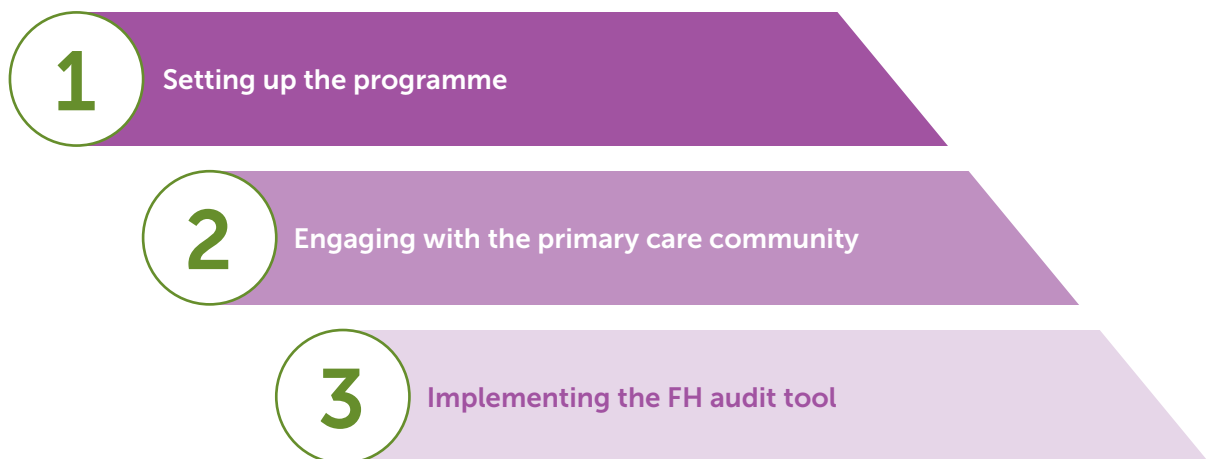 1
Setting up the programme
2
Engaging with the primary care community
3
Implementing the FH audit tool